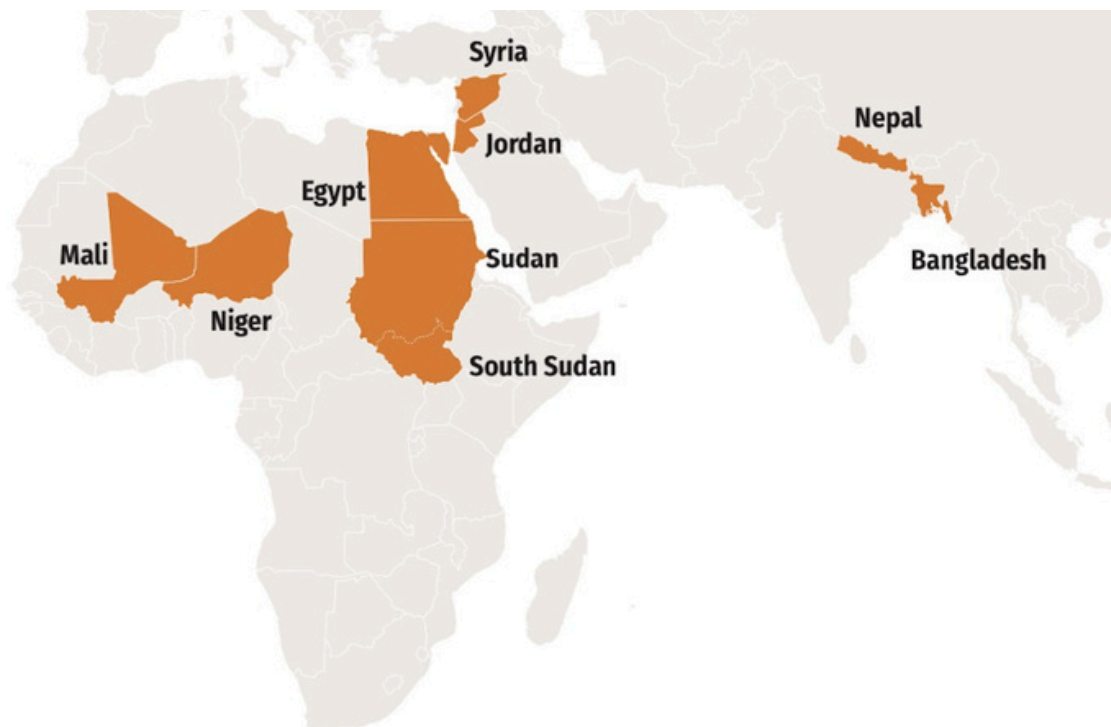 Syria
Jordan
Nepal
Egypt
Mali
Sudan
Bangladesh
Niger
South Sudan